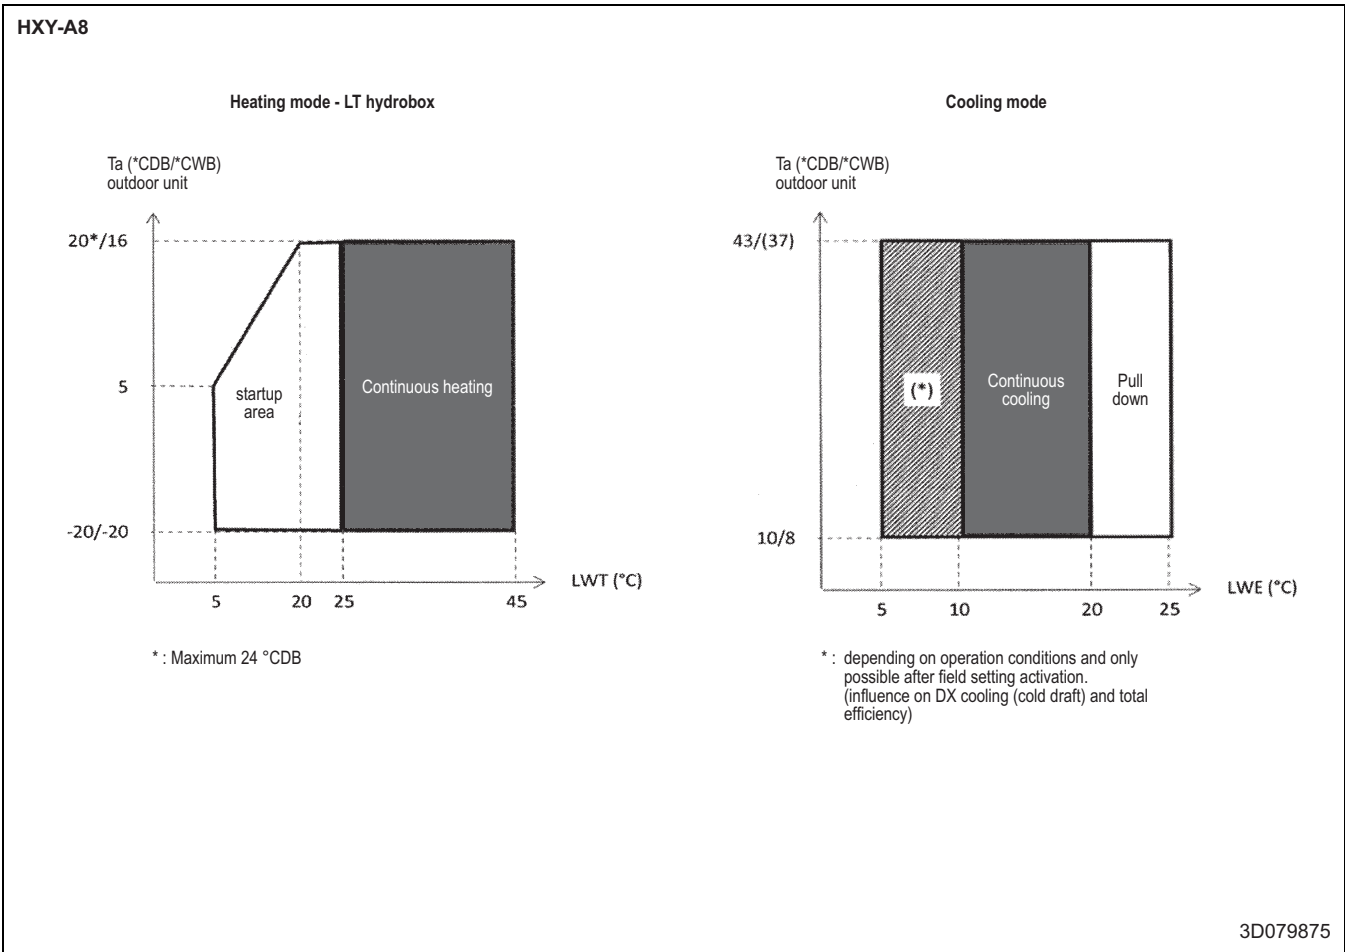 HXY-A8
Heating mode - LT hydrobox
Ta (*CDB/*CWB)
outdoor unit
20*/16
5
-20/-20
startup
area
Continuous heating
5
20
25
45
LWT (°C)
* : Maximum 24 °CDB
Cooling mode
Ta (*CDB/*CWB)
outdoor unit
43/(37)
10/8
(*)
Continuous
cooling
Pull
down
5
10
20
25
LWE (°C)
* : depending on operation conditions and only
possible after field setting activation.
(influence on DX cooling (cold draft) and total
efficiency)
3D079875